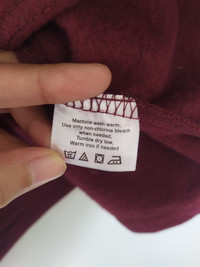 Machine wash warm.
Use only non-chlorine bleach
when needed.
Tumble dry low.
Warm iron if needed